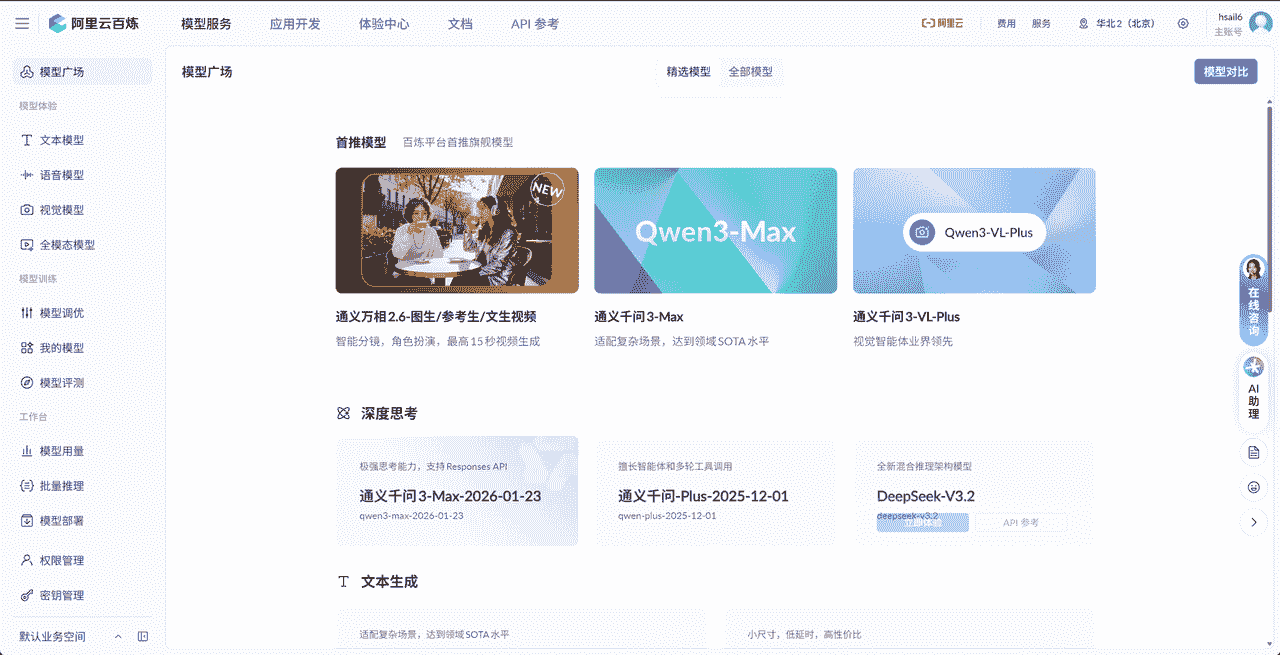 阿里云百炼
模型服务
应用开发
体验中心
文档
API 参考
阿里云
费用
服务
华北2（北京）
hsail6
主账号
模型广场
模型体验
文本模型
语音模型
视觉模型
全模态模型
模型训练
模型调优
我的模型
模型评测
工作台
模型用量
批量推理
模型部署
权限管理
密钥管理
默认业务空间
模型广场
精选模型
全部模型
模型对比
首推模型
百炼平台首推旗舰模型
NEW
Qwen3-Max
Qwen3-VL-Plus
通义万相2.6-图生/参考生/文生视频
智能分镜，角色扮演，最高15秒视频生成
通义千问3-Max
适配复杂场景，达到领域SOTA水平
通义千问3-VL-Plus
视觉智能体业界领先
深度思考
极强思考能力，支持Responses API
通义千问3-Max-2026-01-23
qwen3-max-2026-01-23
擅长智能体和多轮工具调用
通义千问-Plus-2025-12-01
qwen-plus-2025-12-01
全新混合推理架构模型
DeepSeek-V3.2
deepseek-v3.2
立即体验
API 参考
文本生成
适配复杂场景，达到领域SOTA水平
小尺寸，低延时，高性价比
在线咨询
AI助理